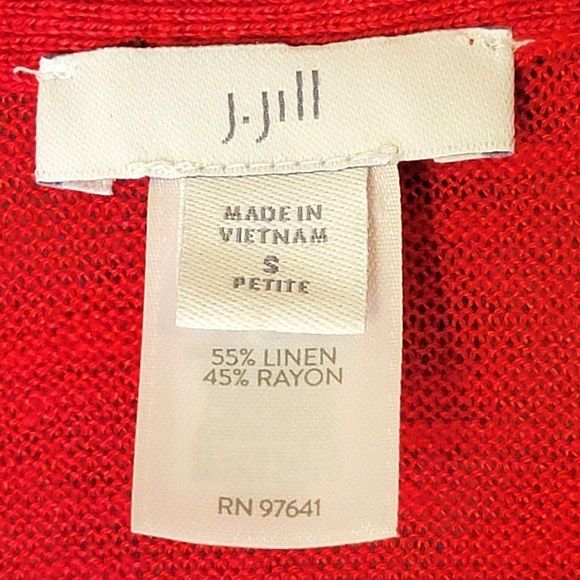 J.Jill
MADE IN
VIETNAM
S
PETITE
55% LINEN
45% RAYON
RN 97641